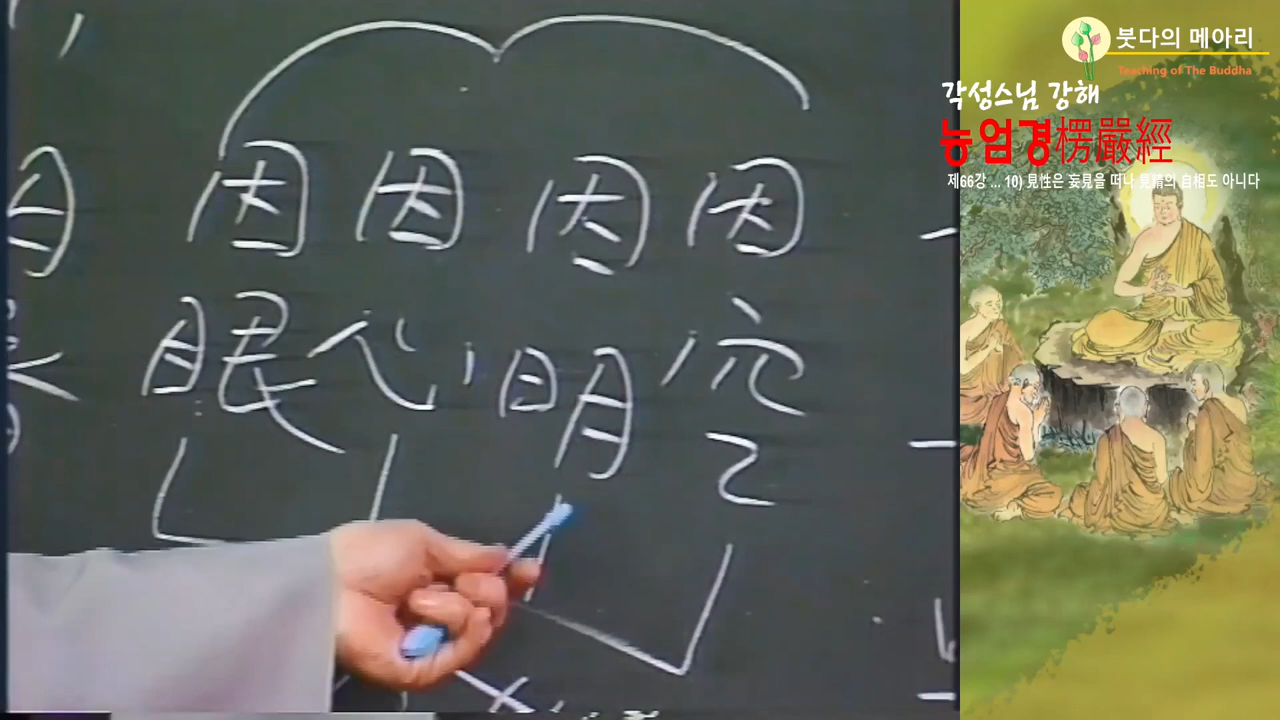 因 因 因 因
眼 心 明 空
붓다의 메아리
Teaching of The Buddha
각성스님 강해
능엄경楞嚴經
제66강 ... 10) 見性은 妄見을 떠나 見精의 自相도 아니다